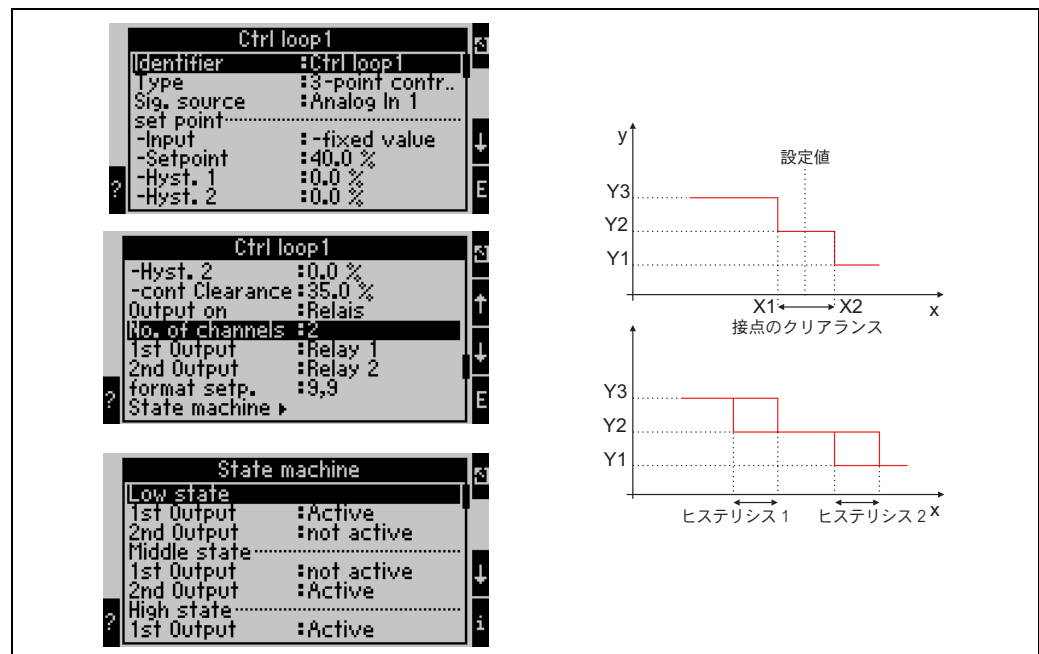 Ctrl loop1
Identifier :Ctrl loop1
Type :3-point contr..
Sig. source :Analog In 1
set point
-Input :-fixed value
-Setpoint :40.0 %
-Hyst. 1 :0.0 %
-Hyst. 2 :0.0 %
?
E
Ctrl loop1
-Hyst. 2 :0.0 %
-cont Clearance :35.0 %
Output on :Relais
No. of channels :2
1st Output :Relay 1
2nd Output :Relay 2
format setp. :9,9
State machine
?
E
State machine
Low state
1st Output :Active
2nd Output :not active
Middle state
1st Output :not active
2nd Output :Active
High state
1st Output :Active
?
i
y
設定値
Y3
Y2
Y1
X1 X2 x
接点のクリアランス
Y3
Y2
Y1
ヒステリシス 1 ヒステリシス 2 x